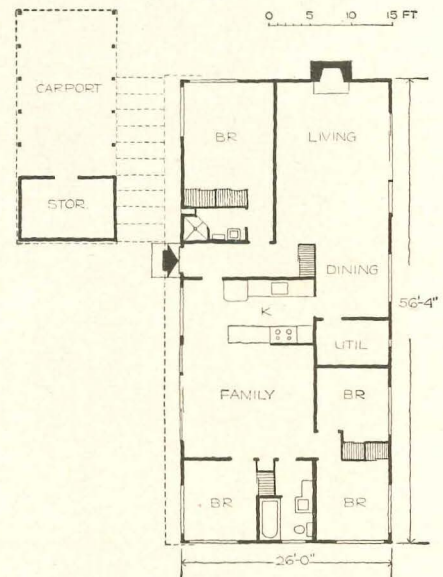 0 5 10 15 FT.
CARPORT
BR
LIVING
STOR.
DINING
K
56'-4"
UTIL
FAMILY
BR
BR
BR
26'-0"